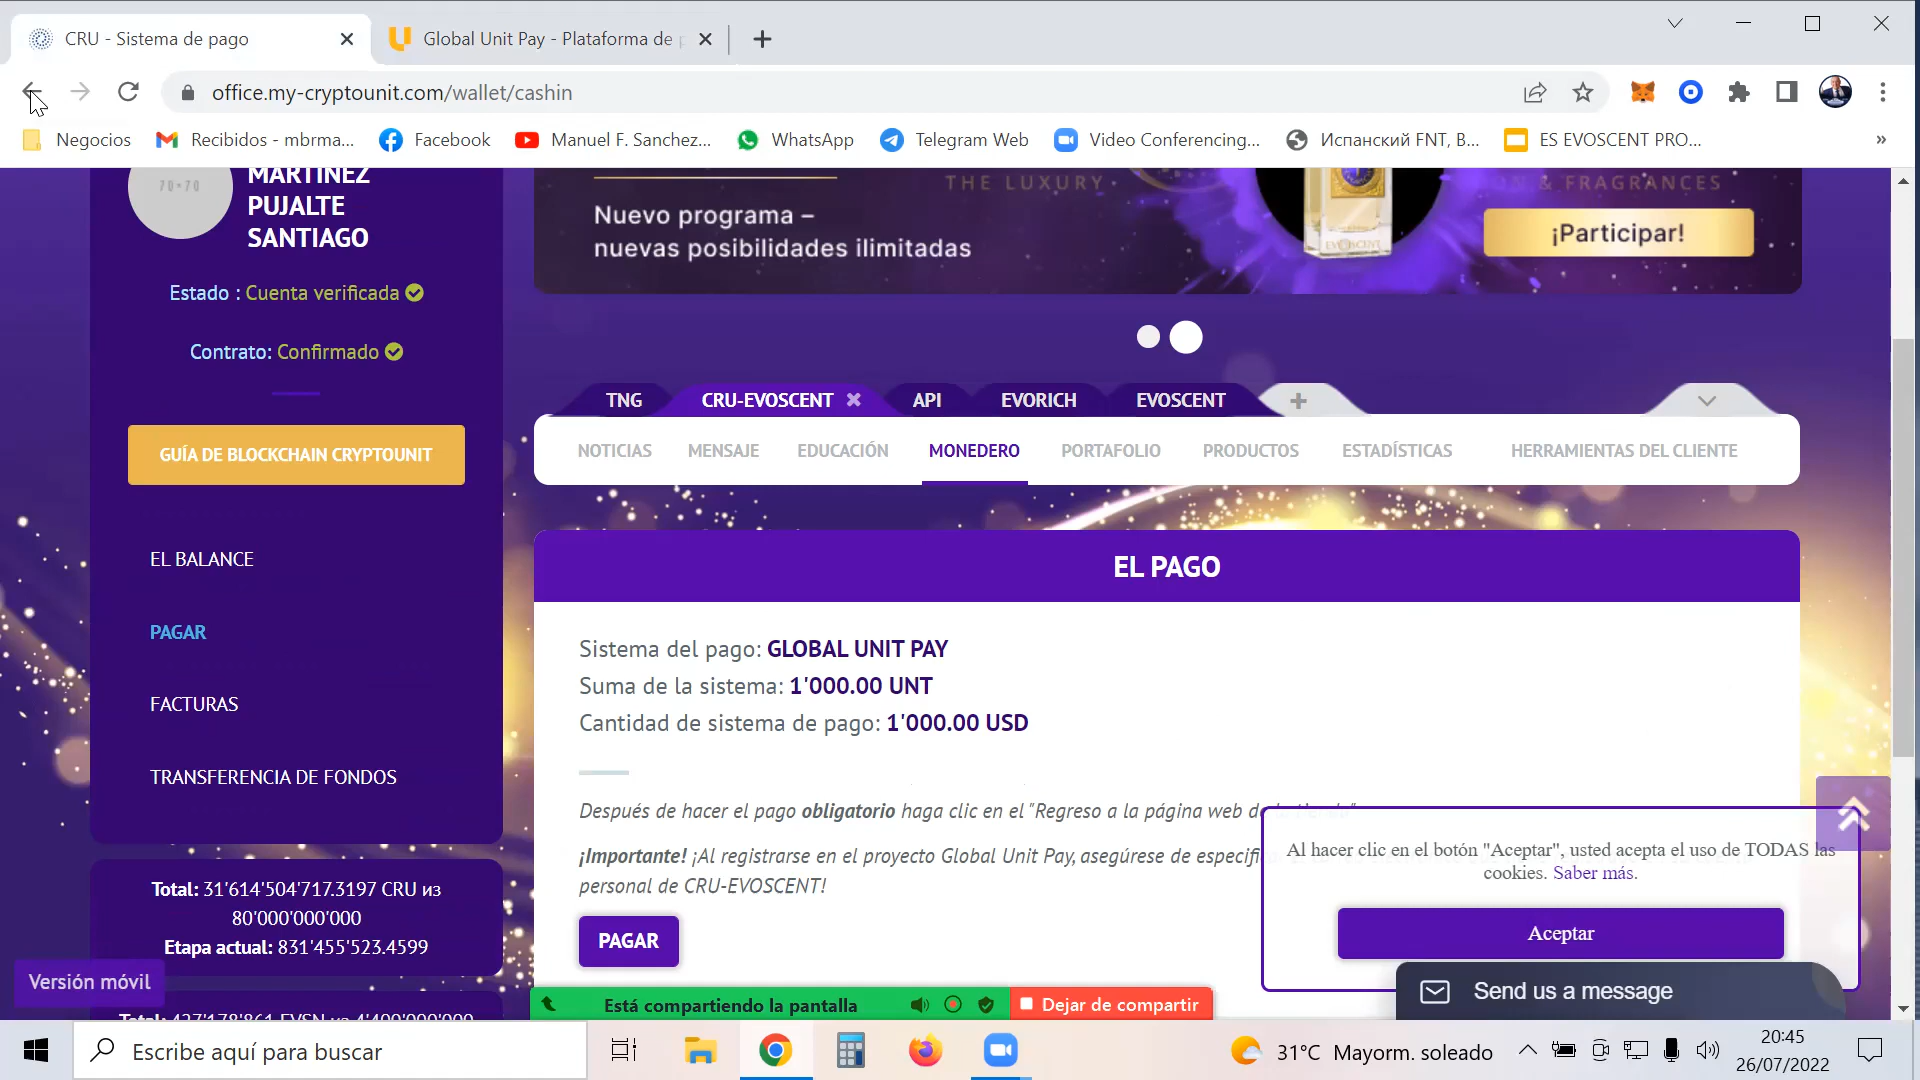 CRU - Sistema de pago
Global Unit Pay - Plataforma de
office.my-cryptounit.com/wallet/cashin
Negocios
Recibidos - mbrma...
Facebook
Manuel F. Sanchez...
WhatsApp
Telegram Web
Video Conferencing...
Испанский FNT, B...
ES EVOSCENT PRO...
»
70×70
MARTINEZ
PUJALTE
SANTIAGO
Estado : Cuenta verificada
Contrato: Confirmado
GUÍA DE BLOCKCHAIN CRYPTOUNIT
EL BALANCE
PAGAR
FACTURAS
TRANSFERENCIA DE FONDOS
Total: 31'614'504'717.3197 CRU из
80'000'000'000
Etapa actual: 831'455'523.4599
Versión móvil
THE LUXURY
& FRAGRANCES
Nuevo programa –
nuevas posibilidades ilimitadas
EVOSCENT
¡Participar!
TNG
CRU-EVOSCENT
API
EVORICH
EVOSCENT
NOTICIAS
MENSAJE
EDUCACIÓN
MONEDERO
PORTAFOLIO
PRODUCTOS
ESTADÍSTICAS
HERRAMIENTAS DEL CLIENTE
EL PAGO
Sistema del pago: GLOBAL UNIT PAY
Suma de la sistema: 1'000.00 UNT
Cantidad de sistema de pago: 1'000.00 USD
Después de hacer el pago obligatorio haga clic en el "Regreso a la página web
¡Importante! ¡Al registrarse en el proyecto Global Unit Pay, asegúrese de
personal de CRU-EVOSCENT!
PAGAR
Al hacer clic en el botón "Aceptar", usted acepta el uso de TODAS las
cookies. Saber más.
Aceptar
Send us a message
Está compartiendo la pantalla
Dejar de compartir
Escribe aquí para buscar
31°C Mayorm. soleado
20:45
26/07/2022